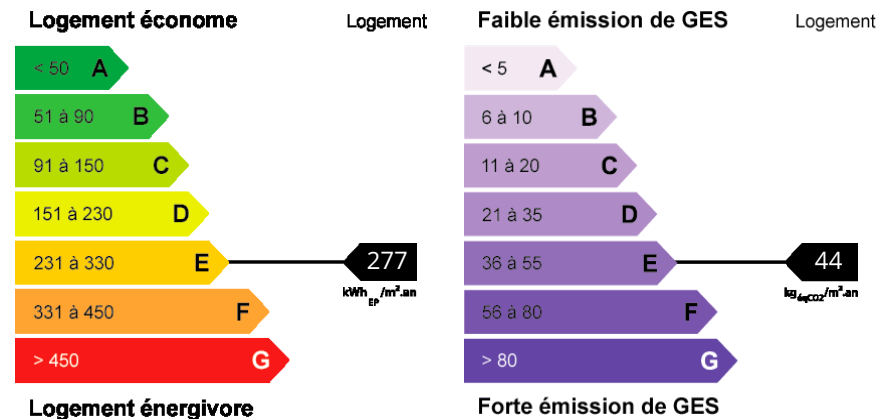 Logement économe
Logement
< 50 A
51 à 90 B
91 à 150 C
151 à 230 D
231 à 330 E
277
kWhEP/m².an
331 à 450 F
> 450 G
Logement énergivore
Faible émission de GES
Logement
< 5 A
6 à 10 B
11 à 20 C
21 à 35 D
36 à 55 E
44
kgéqCO2/m².an
56 à 80 F
> 80 G
Forte émission de GES